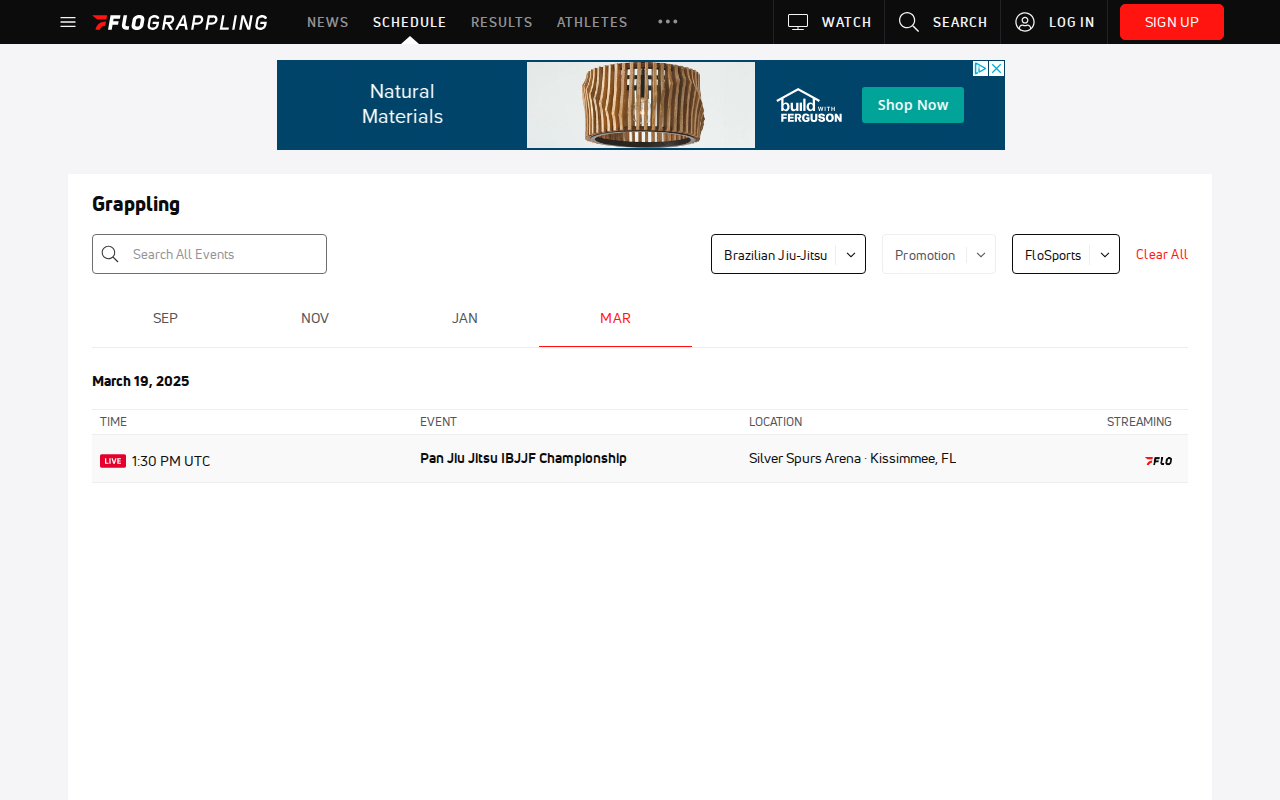 FLOGRAPPLING NEWS SCHEDULE RESULTS ATHLETES WATCH SEARCH LOG IN SIGN UP
Natural
Materials
build WITH
FERGUSON
Shop Now
Grappling
Search All Events Brazilian Jiu-Jitsu Promotion FloSports Clear All
SEP NOV JAN MAR
March 19, 2025
TIME EVENT LOCATION STREAMING
LIVE 1:30 PM UTC Pan Jiu Jitsu IBJJF Championship Silver Spurs Arena · Kissimmee, FL FLO